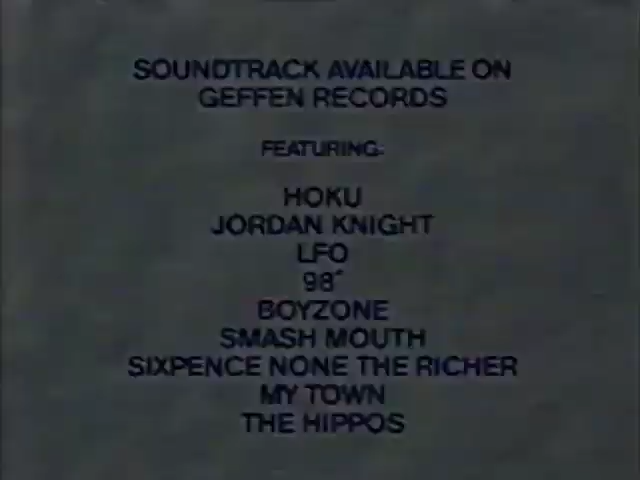 SOUNDTRACK AVAILABLE ON
GEFFEN RECORDS
FEATURING:
HOKU
JORDAN KNIGHT
LFO
98°
BOYZONE
SMASH MOUTH
SIXPENCE NONE THE RICHER
MY TOWN
THE HIPPOS